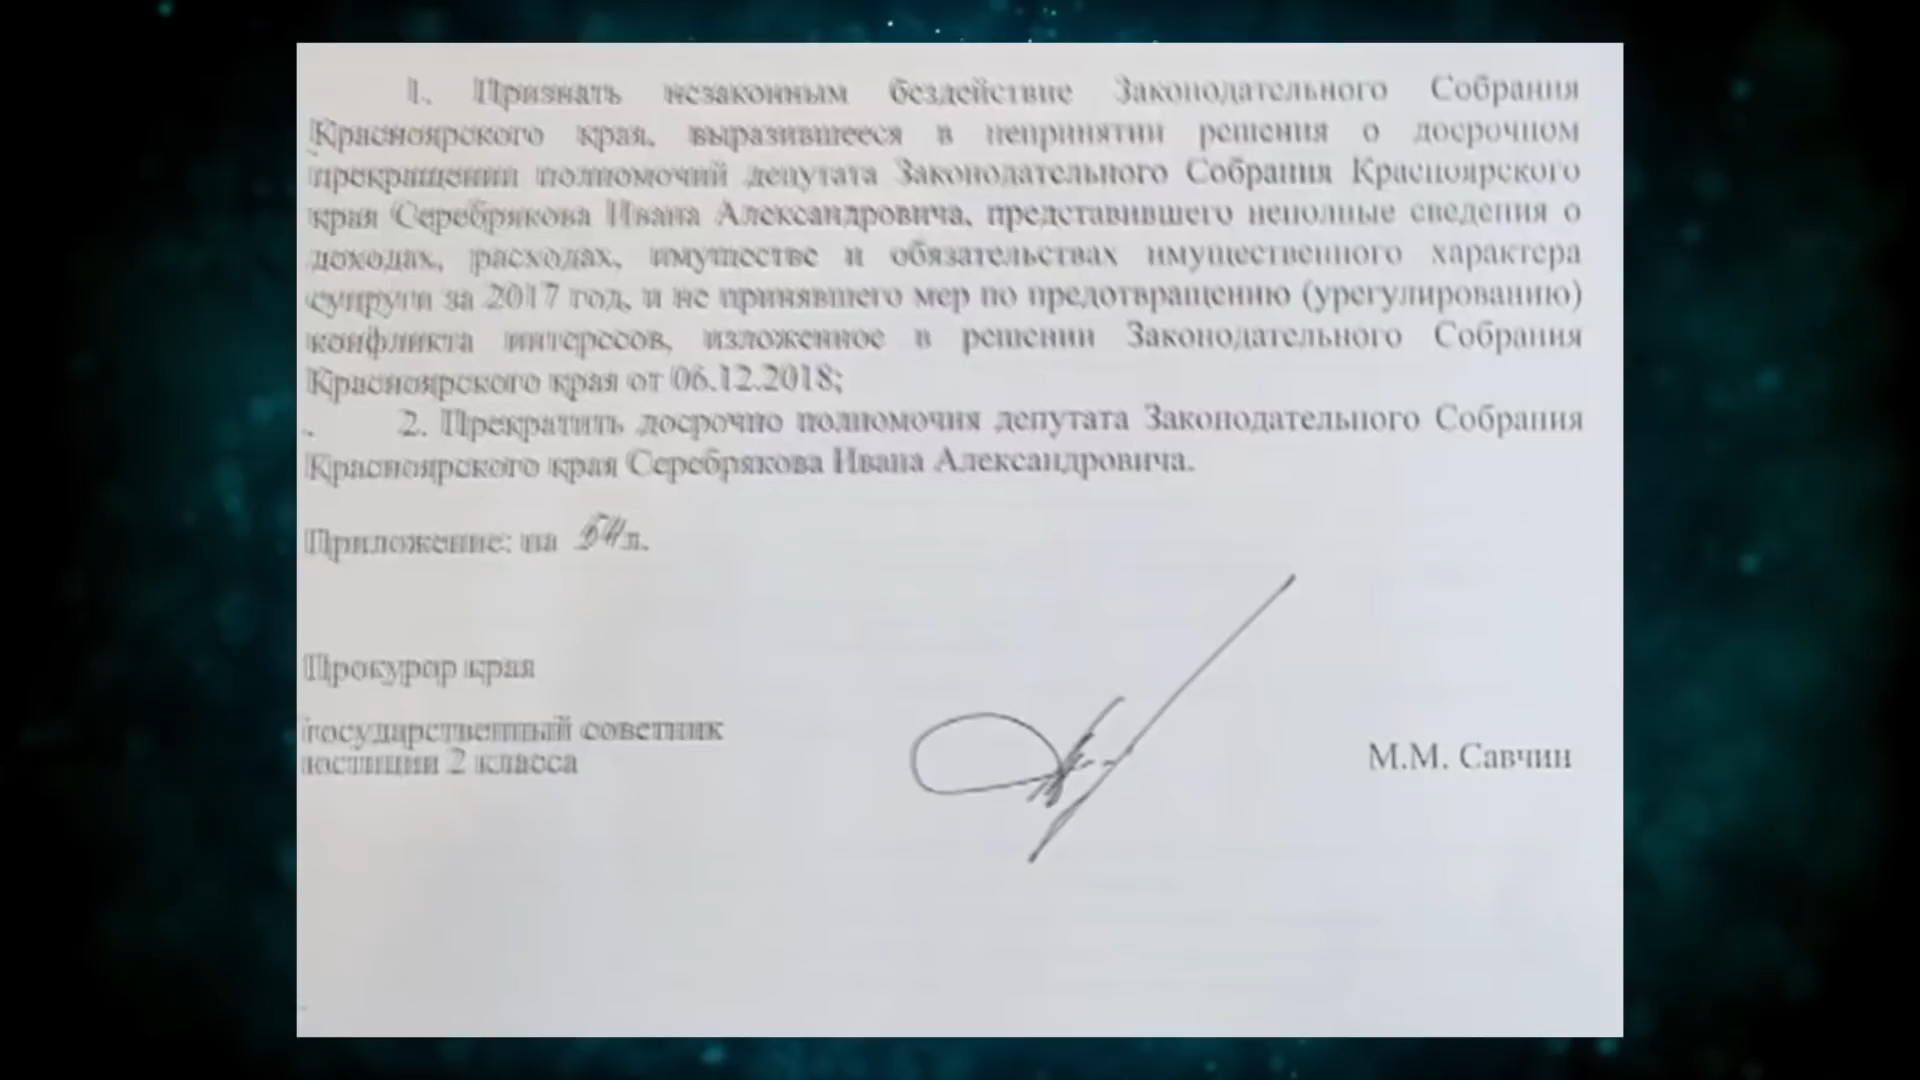 1. Признать незаконным бездействие Законодательного Собрания
Красноярского края, выразившееся в непринятии решения о досрочном
прекращении полномочий депутата Законодательного Собрания Красноярского
края Серебрякова Ивана Александровича, представившего неполные сведения о
доходах, расходах, имуществе и обязательствах имущественного характера
супруги за 2017 год, и не принявшего мер по предотвращению (урегулированию)
конфликта интересов, изложенное в решении Законодательного Собрания
Красноярского края от 06.12.2018;
2. Прекратить досрочно полномочия депутата Законодательного Собрания
Красноярского края Серебрякова Ивана Александровича.
Приложение: на л.
Прокурор края
государственный советник
юстиции 2 класса
М.М. Савчин